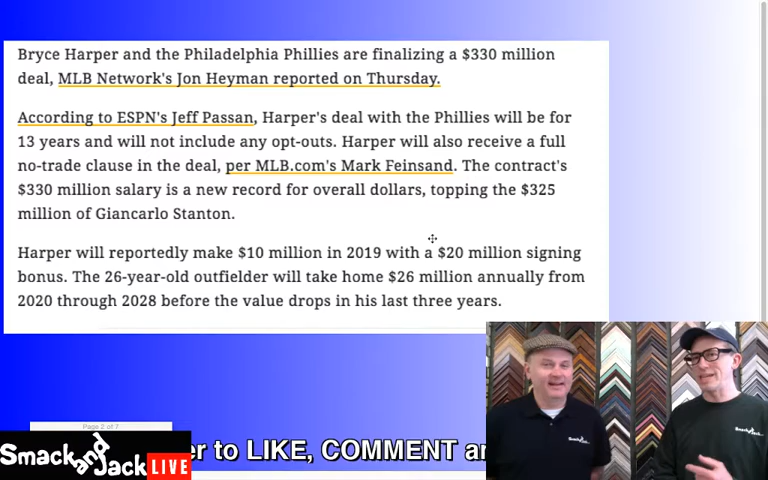 Bryce Harper and the Philadelphia Phillies are finalizing a $330 million
deal, MLB Network's Jon Heyman reported on Thursday.
According to ESPN's Jeff Passan, Harper's deal with the Phillies will be for
13 years and will not include any opt-outs. Harper will also receive a full
no-trade clause in the deal, per MLB.com's Mark Feinsand. The contract's
$330 million salary is a new record for overall dollars, topping the $325
million of Giancarlo Stanton.
Harper will reportedly make $10 million in 2019 with a $20 million signing
bonus. The 26-year-old outfielder will take home $26 million annually from
2020 through 2028 before the value drops in his last three years.
Page 2 of 7
Smack and Jack LIVE
er to LIKE, COMMENT a